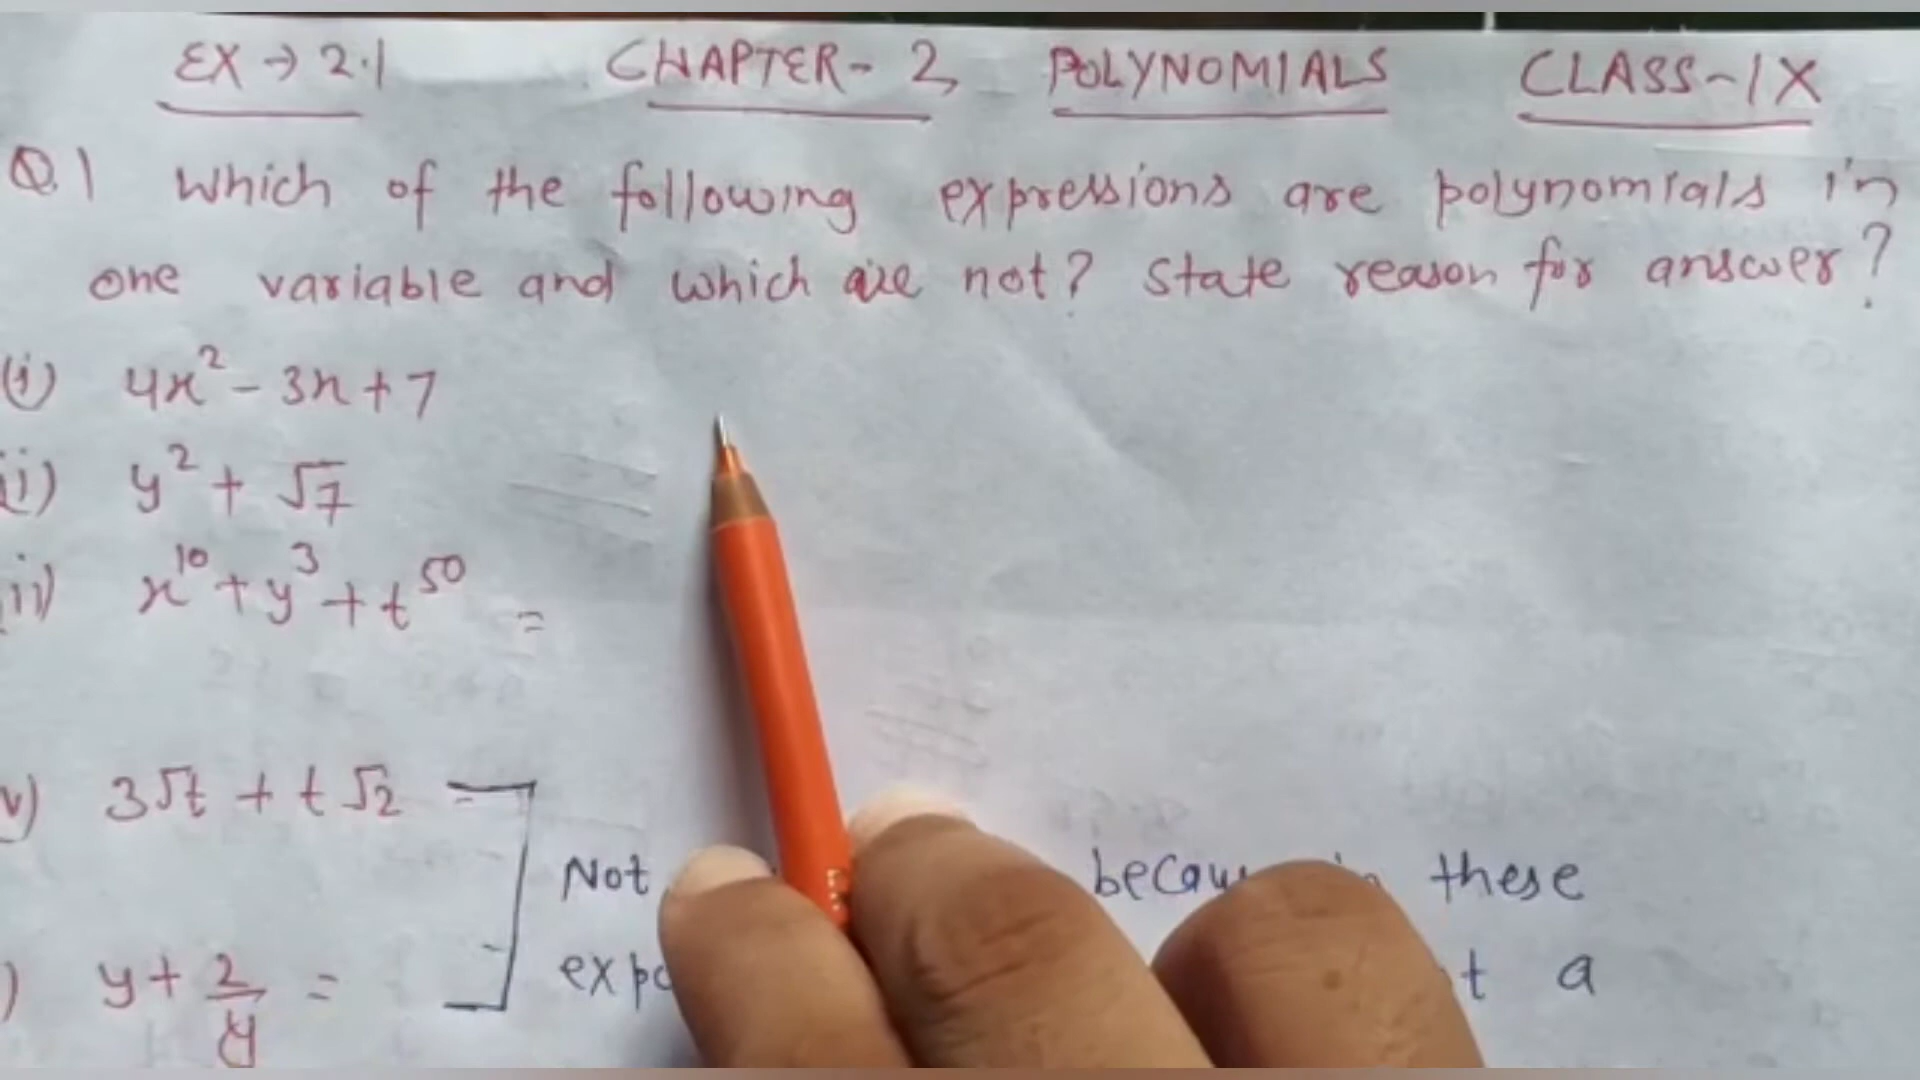 EX → 2.1 CHAPTER - 2 POLYNOMIALS CLASS - IX
Q.1 Which of the following expressions are polynomials in
one variable and which are not? State reason for answer?
(i) 4x² - 3x + 7
ii) y² + √7
ii) x¹⁰ + y³ + t⁵⁰ =
v) 3√t + t√2
Not because these
) y + 2/y =
a